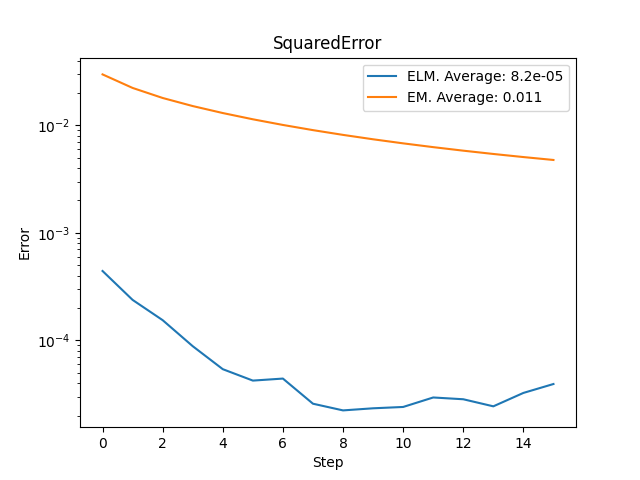 SquaredError
ELM. Average: 8.2e-05
EM. Average: 0.011
10⁻²
10⁻³
10⁻⁴
Error
0 2 4 6 8 10 12 14
Step